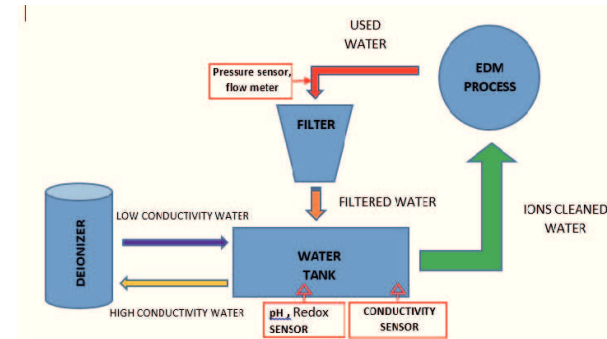 USED
WATER
EDM
PROCESS
Pressure sensor,
flow meter
FILTER
FILTERED WATER
IONS CLEANED
WATER
DEIONIZER
LOW CONDUCTIVITY WATER
WATER
TANK
HIGH CONDUCTIVITY WATER
pH , Redox
SENSOR
CONDUCTIVITY
SENSOR